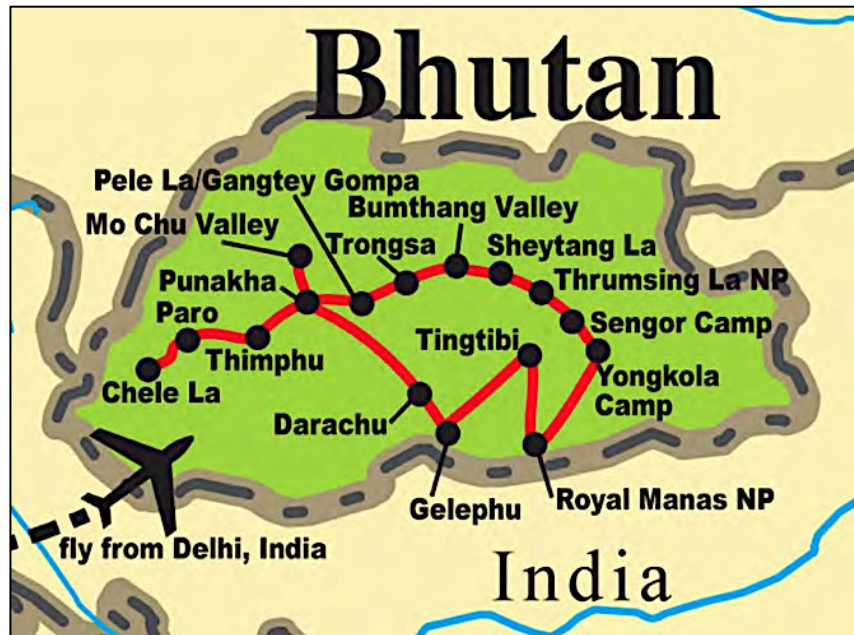 Bhutan
Pele La/Gangtey Gompa
Mo Chu Valley
Bumthang Valley
Trongsa
Sheytang La
Punakha
Thrumsing La NP
Paro
Sengor Camp
Thimphu
Tingtibi
Chele La
Yongkola
Camp
Darachu
Gelephu
Royal Manas NP
fly from Delhi, India
India